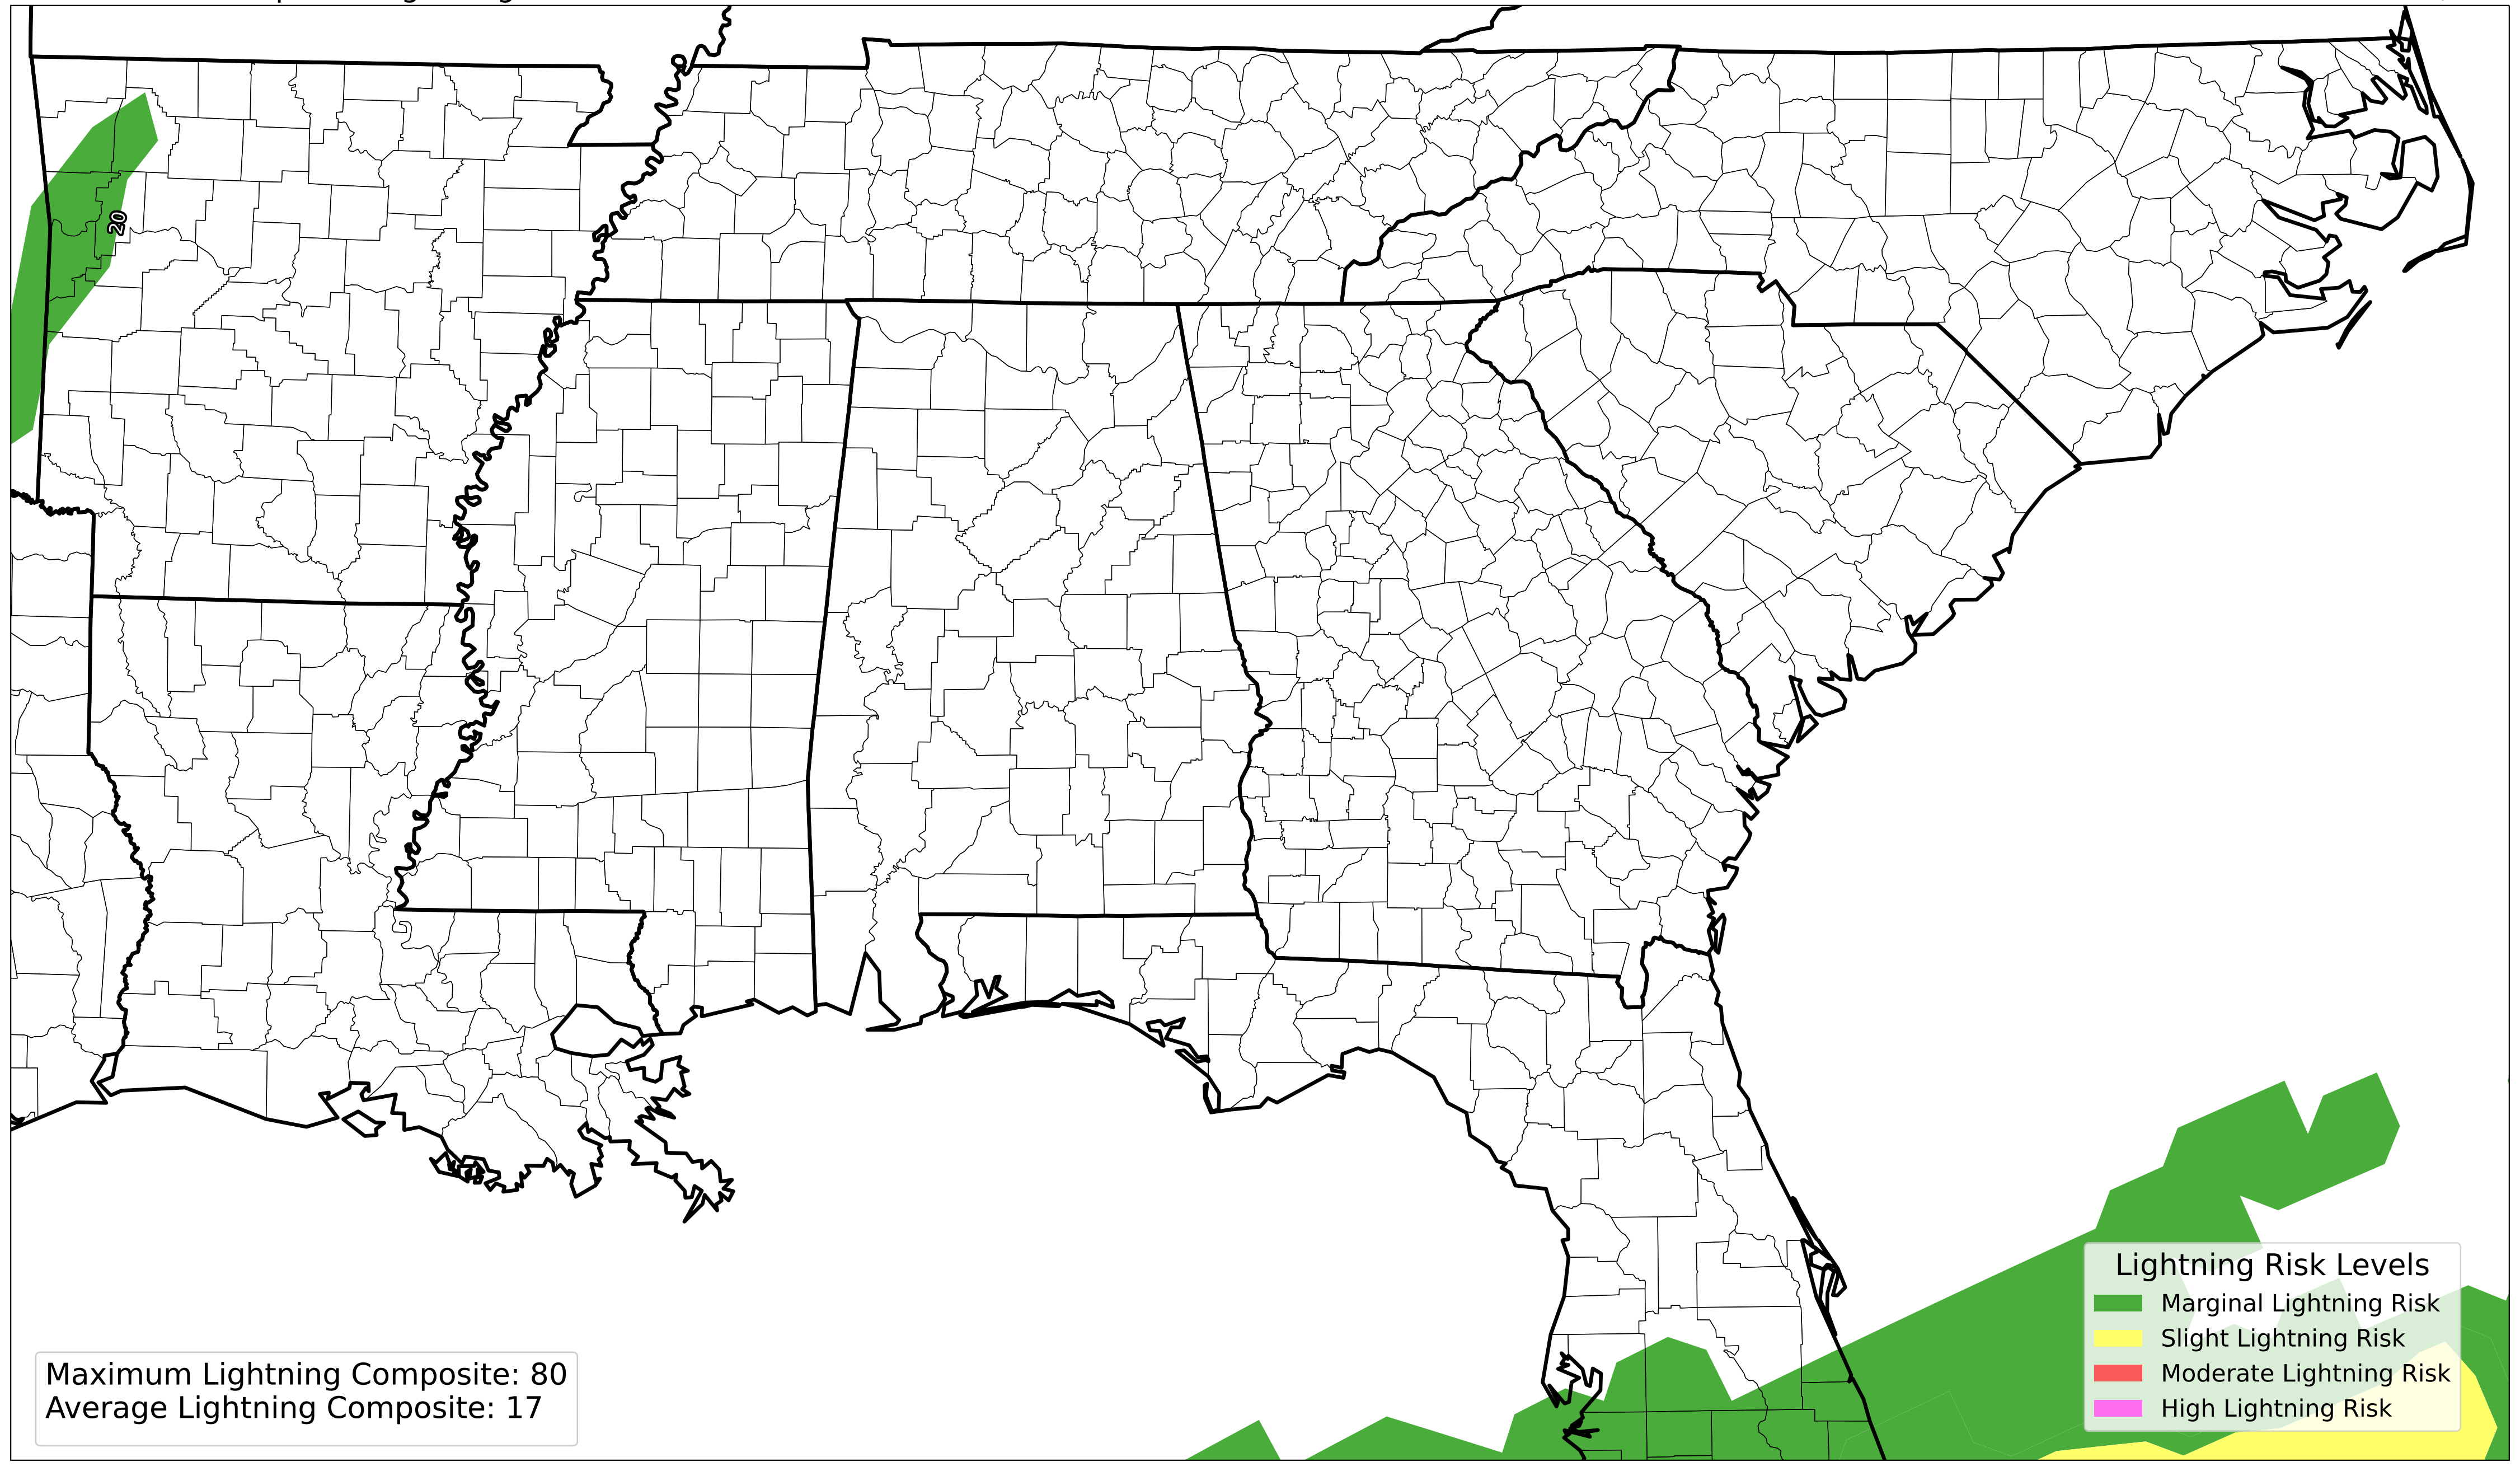 20
Maximum Lightning Composite: 80
Average Lightning Composite: 17
Lightning Risk Levels
Marginal Lightning Risk
Slight Lightning Risk
Moderate Lightning Risk
High Lightning Risk